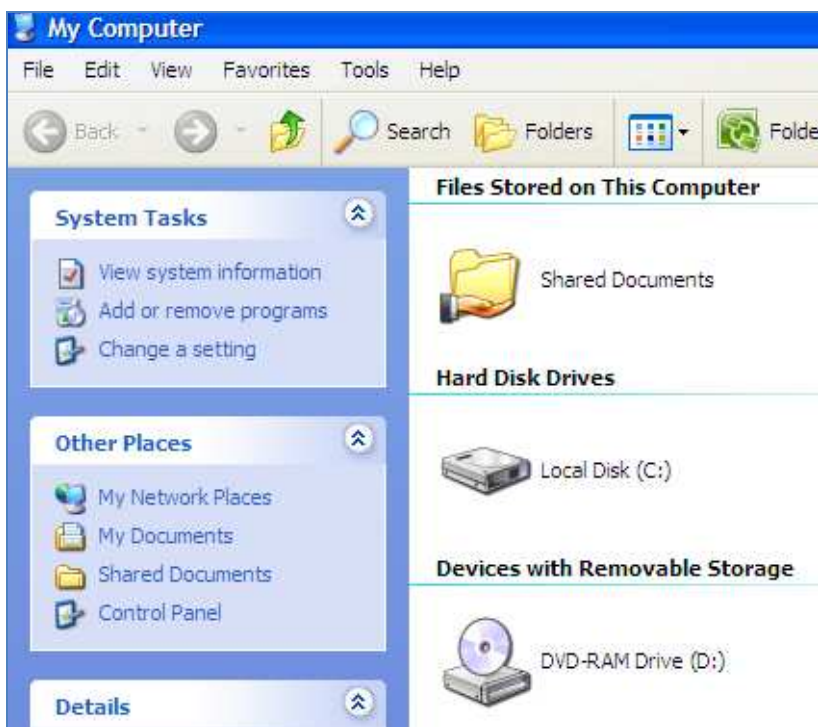 My Computer
File Edit View Favorites Tools Help
Back Search Folders
System Tasks
View system information
Add or remove programs
Change a setting
Other Places
My Network Places
My Documents
Shared Documents
Control Panel
Details
Files Stored on This Computer
Shared Documents
Hard Disk Drives
Local Disk (C:)
Devices with Removable Storage
DVD-RAM Drive (D:)